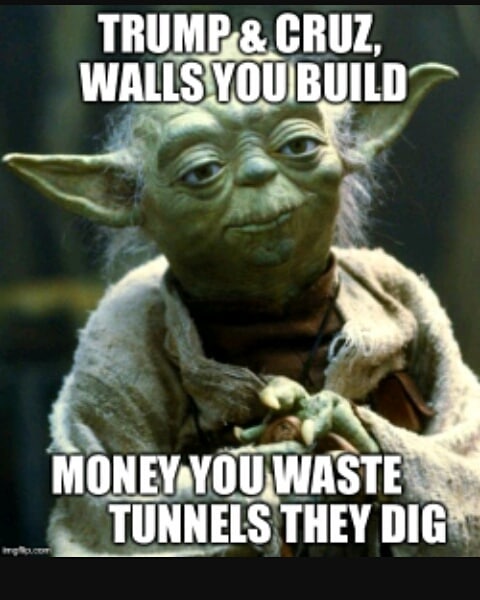 TRUMP & CRUZ,
WALLS YOU BUILD
MONEY YOU WASTE
TUNNELS THEY DIG
imgflip.com